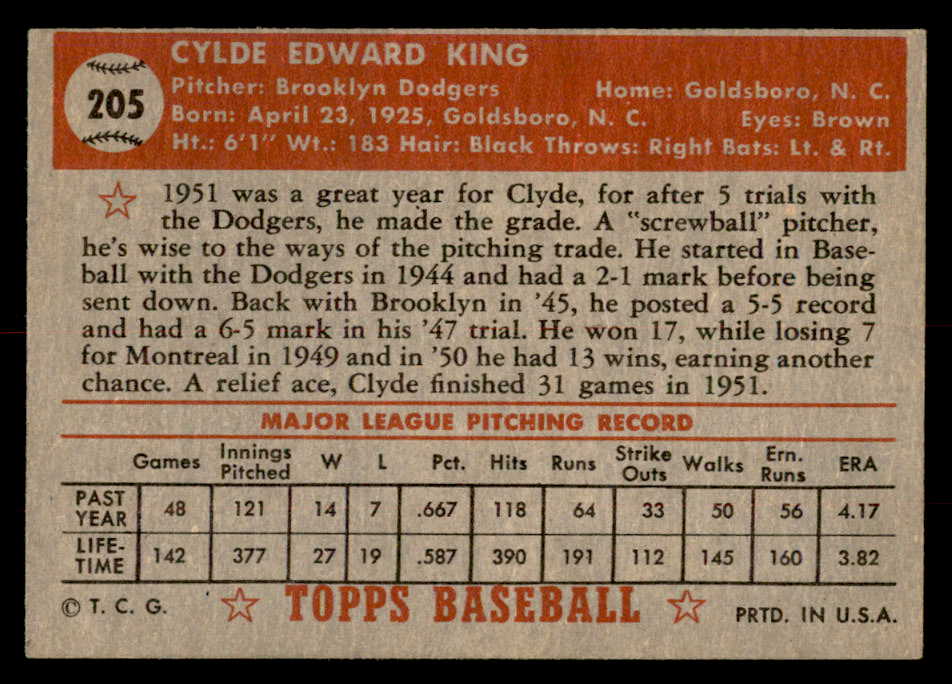 205
CYLDE EDWARD KING
Pitcher: Brooklyn Dodgers Home: Goldsboro, N. C.
Born: April 23, 1925, Goldsboro, N. C. Eyes: Brown
Ht.: 6'1" Wt.: 183 Hair: Black Throws: Right Bats: Lt. & Rt.
1951 was a great year for Clyde, for after 5 trials with
the Dodgers, he made the grade. A "screwball" pitcher,
he's wise to the ways of the pitching trade. He started in Base-
ball with the Dodgers in 1944 and had a 2-1 mark before being
sent down. Back with Brooklyn in '45, he posted a 5-5 record
and had a 6-5 mark in his '47 trial. He won 17, while losing 7
for Montreal in 1949 and in '50 he had 13 wins, earning another
chance. A relief ace, Clyde finished 31 games in 1951.
MAJOR LEAGUE PITCHING RECORD
Games Innings Pitched W L Pct. Hits Runs Strike Outs Walks Ern. Runs ERA
PAST YEAR 48 121 14 7 .667 118 64 33 50 56 4.17
LIFE-TIME 142 377 27 19 .587 390 191 112 145 160 3.82
© T. C. G. TOPPS BASEBALL PRTD. IN U.S.A.